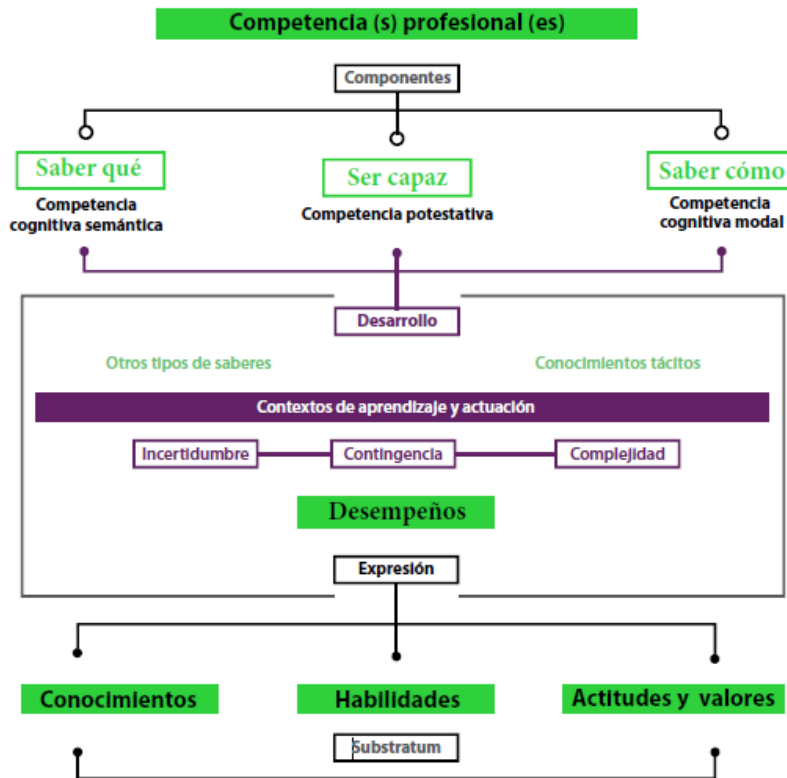 Competencia (s) profesional (es)
Componentes
Saber qué
Ser capaz
Saber cómo
Competencia
cognitiva semántica
Competencia potestativa
Competencia
cognitiva modal
Desarrollo
Otros tipos de saberes
Conocimientos tácitos
Contextos de aprendizaje y actuación
Incertidumbre
Contingencia
Complejidad
Desempeños
Expresión
Conocimientos
Habilidades
Actitudes y valores
Substratum